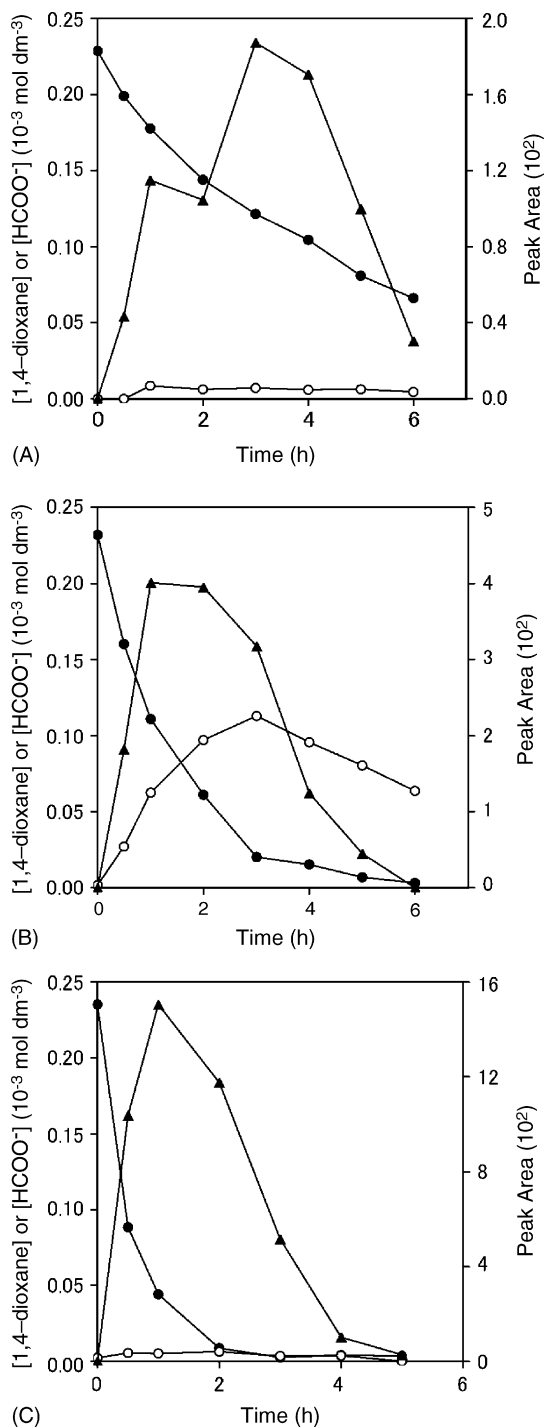 0.25
0.20
0.15
0.10
0.05
0.00
[1,4–dioxane] or [HCOO-] (10-3 mol dm-3)
2.0
1.6
1.2
0.8
0.4
0.0
Peak Area (102)
0 2 4 6
Time (h)
(A)
0.25
0.20
0.15
0.10
0.05
0.00
[1,4–dioxane] or [HCOO-] (10-3 mol dm-3)
5
4
3
2
1
0
Peak Area (102)
0 2 4 6
Time (h)
(B)
0.25
0.20
0.15
0.10
0.05
0.00
[1,4–dioxane] or [HCOO-] (10-3 mol dm-3)
16
12
8
4
0
Peak Area (102)
0 2 4 6
Time (h)
(C)